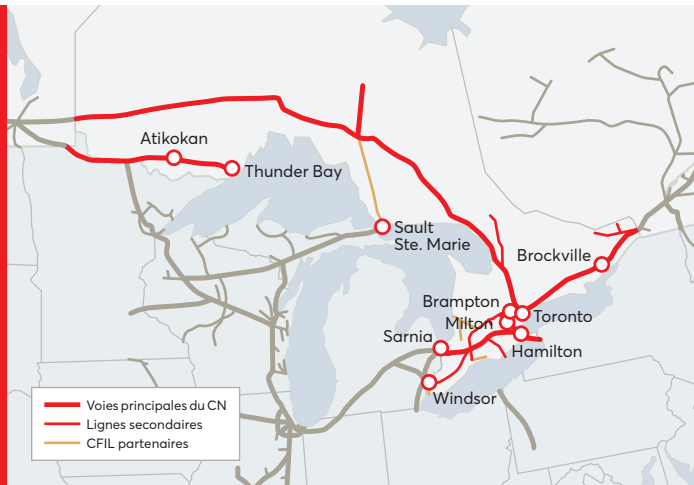 Atikokan
Thunder Bay
Sault
Ste. Marie
Brockville
Brampton
Toronto
Milton
Sarnia
Hamilton
Windsor
Voies principales du CN
Lignes secondaires
CFIL partenaires